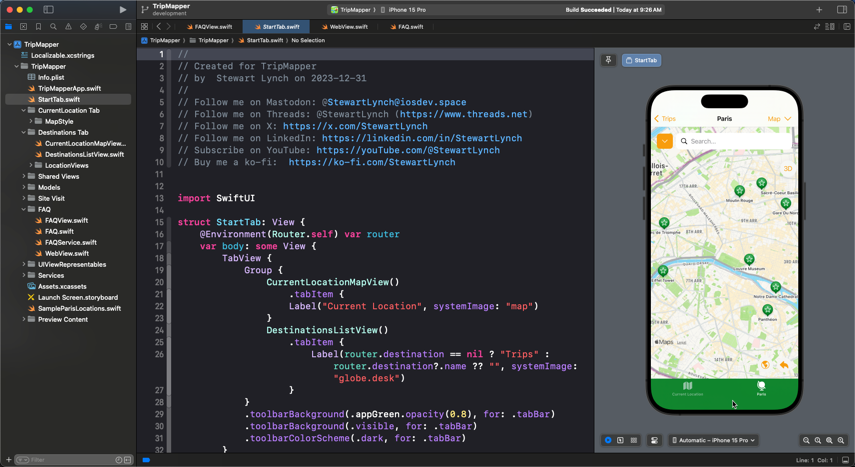 TripMapper
development
TripMapper
iPhone 15 Pro
Build Succeeded | Today at 9:26 AM
FAQView.swift
StartTab.swift
WebView.swift
FAQ.swift
TripMapper
TripMapper
StartTab.swift
No Selection
TripMapper
Localizable.xcstrings
TripMapper
Info.plist
TripMapperApp.swift
StartTab.swift
CurrentLocation Tab
MapStyle
Destinations Tab
CurrentLocationMapView...
DestinationsListView.swift
LocationViews
Shared Views
Models
Site Visit
FAQ
FAQView.swift
FAQ.swift
FAQService.swift
WebView.swift
UIViewRepresentables
Services
Assets.xcassets
Launch Screen.storyboard
SampleParisLocations.swift
Preview Content
Filter
1 //
2 // Created for TripMapper
3 // by  Stewart Lynch on 2023-12-31
4 //
5 // Follow me on Mastodon: @StewartLynch@iosdev.space
6 // Follow me on Threads: @StewartLynch (https://www.threads.net)
7 // Follow me on X: https://x.com/StewartLynch
8 // Follow me on LinkedIn: https://linkedin.com/in/StewartLynch
9 // Subscribe on YouTube: https://youTube.com/@StewartLynch
10 // Buy me a ko-fi:  https://ko-fi.com/StewartLynch
11
12
13 import SwiftUI
14
15 struct StartTab: View {
16 @Environment(Router.self) var router
17 var body: some View {
18 TabView {
19 Group {
20 CurrentLocationMapView()
21 .tabItem {
22 Label("Current Location", systemImage: "map")
23 }
24 DestinationsListView()
25 .tabItem {
26 Label(router.destination == nil ? "Trips" :
router.destination?.name ?? "", systemImage:
"globe.desk")
27 }
28 }
29 .toolbarBackground(.appGreen.opacity(0.8), for: .tabBar)
30 .toolbarBackground(.visible, for: .tabBar)
31 .toolbarColorScheme(.dark, for: .tabBar)
32 }
StartTab
Trips
Paris
Map
Search...
3D
17TH ARR.
Moulin Rouge
Sacre-Coeur Basilica
Gare Du Nord
Louvre Museum
Notre Dame Cathedral
Pantheon
Maps
Current Location
Paris
Automatic – iPhone 15 Pro
Line: 1 Col: 1